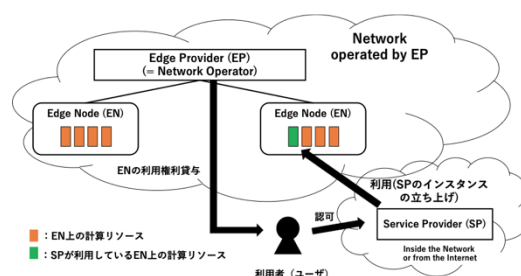 Network
operated by EP
Edge Provider (EP)
(= Network Operator)
Edge Node (EN)
Edge Node (EN)
ENの利用権利貸与
利用(SPのインスタンス
の立ち上げ)
認可
Service Provider (SP)
Inside the Network
or from the Internet
:EN上の計算リソース
:SPが利用しているEN上の計算リソース
利用者(ユーザ)